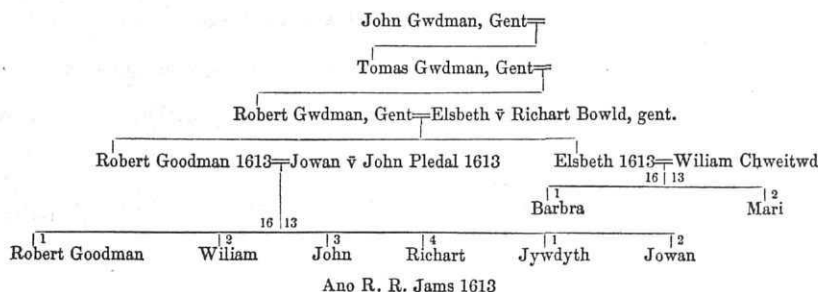 John Gwdman, Gent
Tomas Gwdman, Gent
Robert Gwdman, Gent Elsbeth v̄ Richart Bowld, gent.
Robert Goodman 1613 Jowan v̄ John Pledal 1613 Elsbeth 1613 Wiliam Chweitwd
16 13
1 2
Barbra Mari
16 13
1 2 3 4 1 2
Robert Goodman Wiliam John Richart Jywdyth Jowan
Ano R. R. Jams 1613